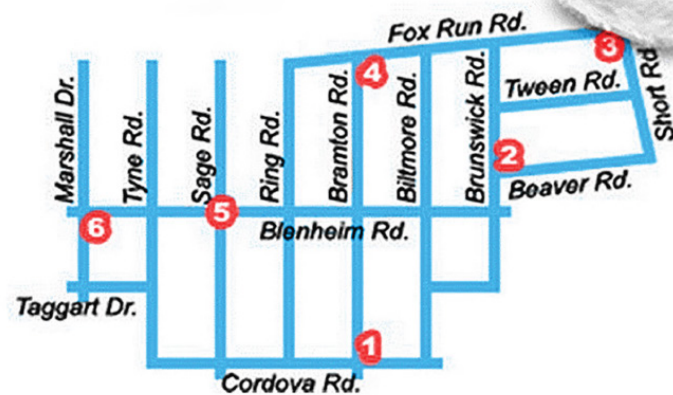 Fox Run Rd.
3
4
Short Rd
Tween Rd.
Marshall Dr.
Tyne Rd.
Sage Rd.
Ring Rd.
Bramton Rd.
Biltmore Rd.
Brunswick Rd.
2
Beaver Rd.
5
6
Blenheim Rd.
Taggart Dr.
1
Cordova Rd.